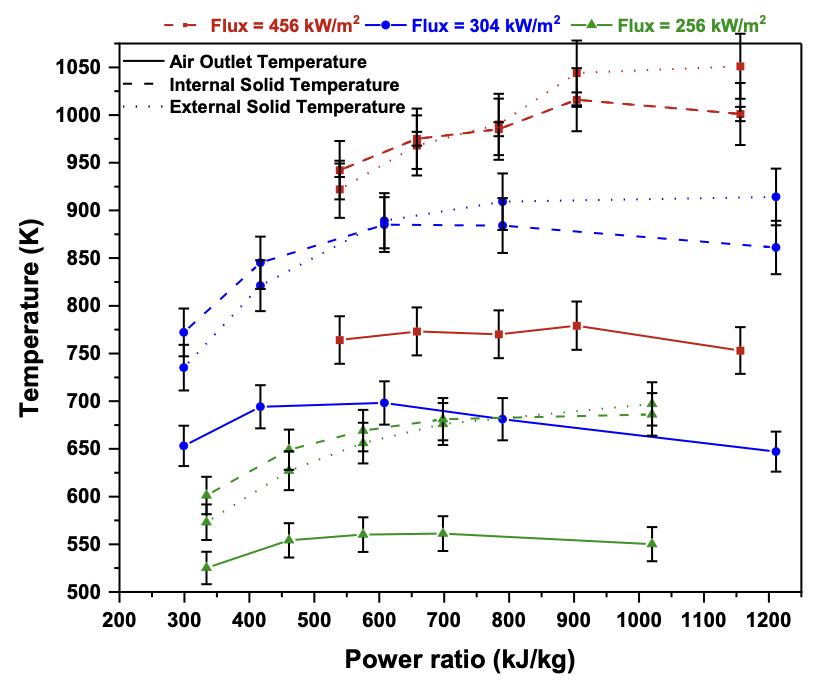 Flux = 456 kW/m² Flux = 304 kW/m² Flux = 256 kW/m²
Air Outlet Temperature
Internal Solid Temperature
External Solid Temperature
Temperature (K)
1050
1000
950
900
850
800
750
700
650
600
550
500
200 300 400 500 600 700 800 900 1000 1100 1200
Power ratio (kJ/kg)